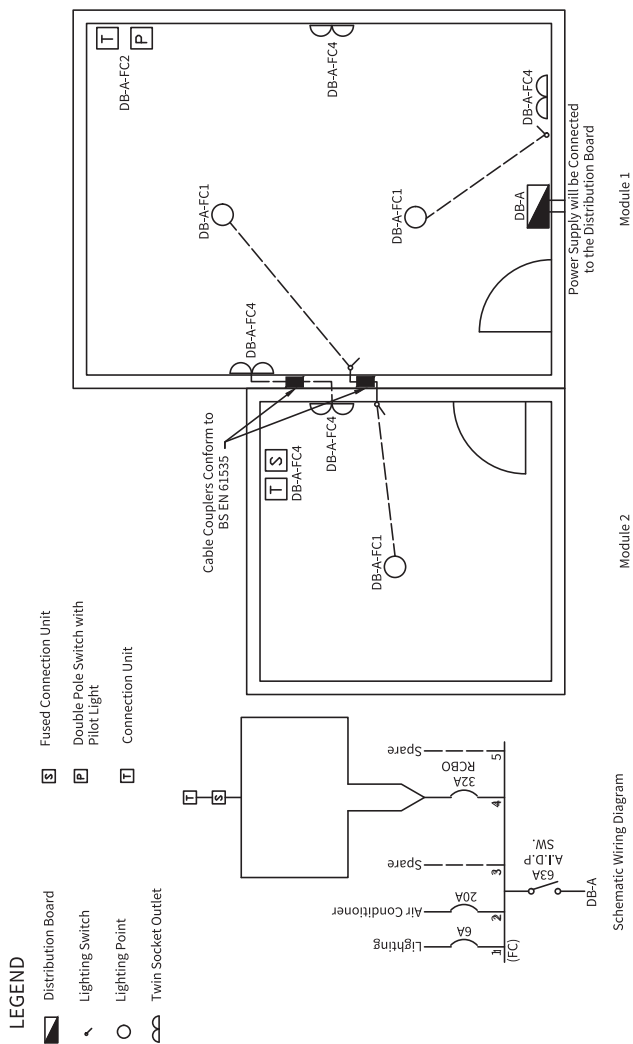 LEGEND
Distribution Board
Lighting Switch
Lighting Point
Twin Socket Outlet
S Fused Connection Unit
P Double Pole Switch with
Pilot Light
T Connection Unit
T
S
Lighting
Air Conditioner
Spare
Spare
6A
20A
32A
RCBO
1
2
3
4
5
(FC)
63A
A.I.D.P
SW.
DB-A
Schematic Wiring Diagram
Cable Couplers Conform to
BS EN 61535
T S
DB-A-FC4
DB-A-FC4
DB-A-FC1
Module 2
T
P
DB-A-FC2
DB-A-FC4
DB-A-FC1
DB-A-FC4
DB-A-FC1
DB-A-FC4
DB-A
Power Supply will be Connected
to the Distribution Board
Module 1